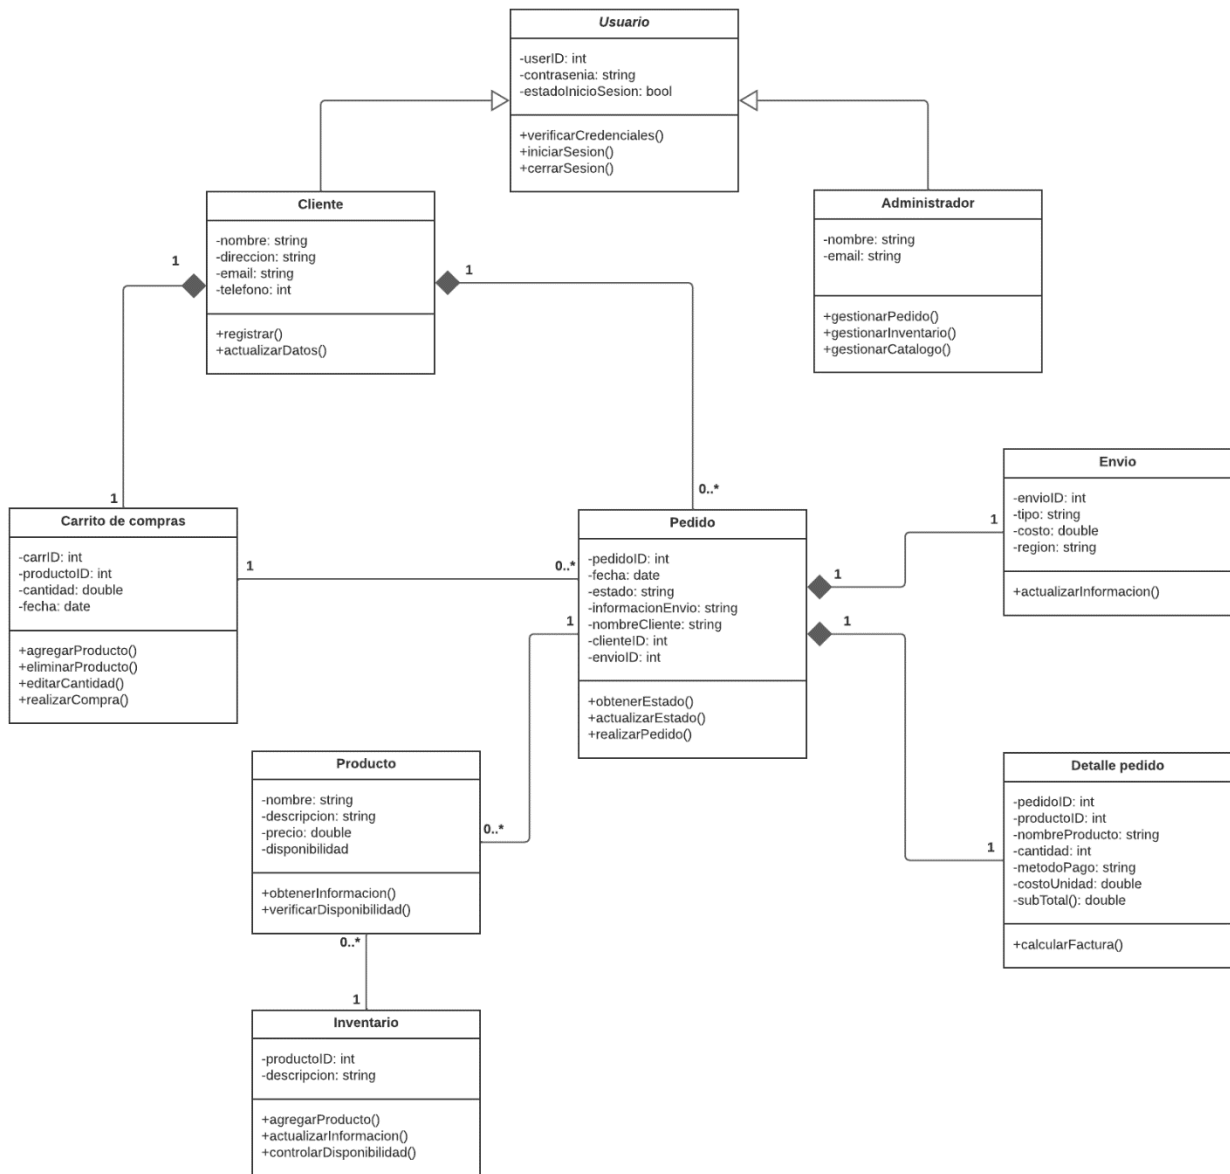 Usuario
-userID: int
-contrasenia: string
-estadoInicioSesion: bool
+verificarCredenciales()
+iniciarSesion()
+cerrarSesion()
Cliente
-nombre: string
-direccion: string
-email: string
-telefono: int
+registrar()
+actualizarDatos()
Administrador
-nombre: string
-email: string
+gestionarPedido()
+gestionarInventario()
+gestionarCatalogo()
1
1
1
0..*
Carrito de compras
-carrID: int
-productoID: int
-cantidad: double
-fecha: date
+agregarProducto()
+eliminarProducto()
+editarCantidad()
+realizarCompra()
1
0..*
Pedido
-pedidoID: int
-fecha: date
-estado: string
-informacionEnvio: string
-nombreCliente: string
-clienteID: int
-envioID: int
+obtenerEstado()
+actualizarEstado()
+realizarPedido()
1
1
1
1
Envio
-envioID: int
-tipo: string
-costo: double
-region: string
+actualizarInformacion()
Producto
-nombre: string
-descripcion: string
-precio: double
-disponibilidad
+obtenerInformacion()
+verificarDisponibilidad()
0..*
1
Detalle pedido
-pedidoID: int
-productoID: int
-nombreProducto: string
-cantidad: int
-metodoPago: string
-costoUnidad: double
-subTotal(): double
+calcularFactura()
0..*
1
Inventario
-productoID: int
-descripcion: string
+agregarProducto()
+actualizarInformacion()
+controlarDisponibilidad()